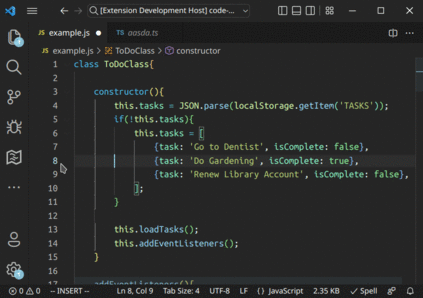 [Extension Development Host] code-...
JS example.js
JS aasda.ts
JS example.js > ToDoClass > constructor
1 class ToDoClass{
2
3 constructor(){
4 this.tasks = JSON.parse(localStorage.getItem('TASKS'));
5 if(!this.tasks){
6 this.tasks = [
7 {task: 'Go to Dentist', isComplete: false},
8 {task: 'Do Gardening', isComplete: true},
9 {task: 'Renew Library Account', isComplete: false},
10 ];
11 }
12
13 this.loadTasks();
14 this.addEventListeners();
15 }
16
17 addEventListeners(){
0 0 -- INSERT -- Ln 8, Col 9 Tab Size: 4 UTF-8 LF {} JavaScript 2.35 KB Spell